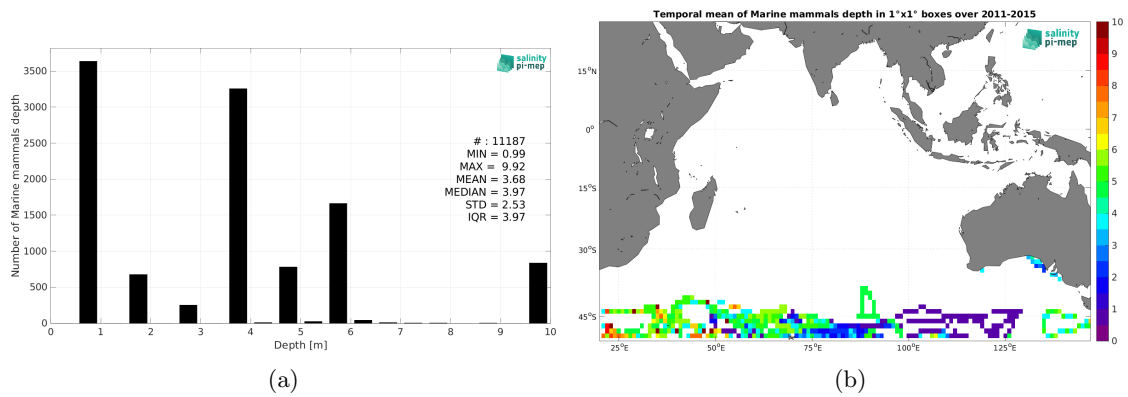 salinity
pi-mep
Number of Marine mammals depth
3500
3000
2500
2000
1500
1000
500
0
# : 11187
MIN = 0.99
MAX = 9.92
MEAN = 3.68
MEDIAN = 3.97
STD = 2.53
IQR = 3.97
0 1 2 3 4 5 6 7 8 9 10
Depth [m]
(a)
Temporal mean of Marine mammals depth in 1°x1° boxes over 2011-2015
salinity
pi-mep
15°N
0°
15°S
30°S
45°S
25°E 50°E 75°E 100°E 125°E
10
9
8
7
6
5
4
3
2
1
0
(b)